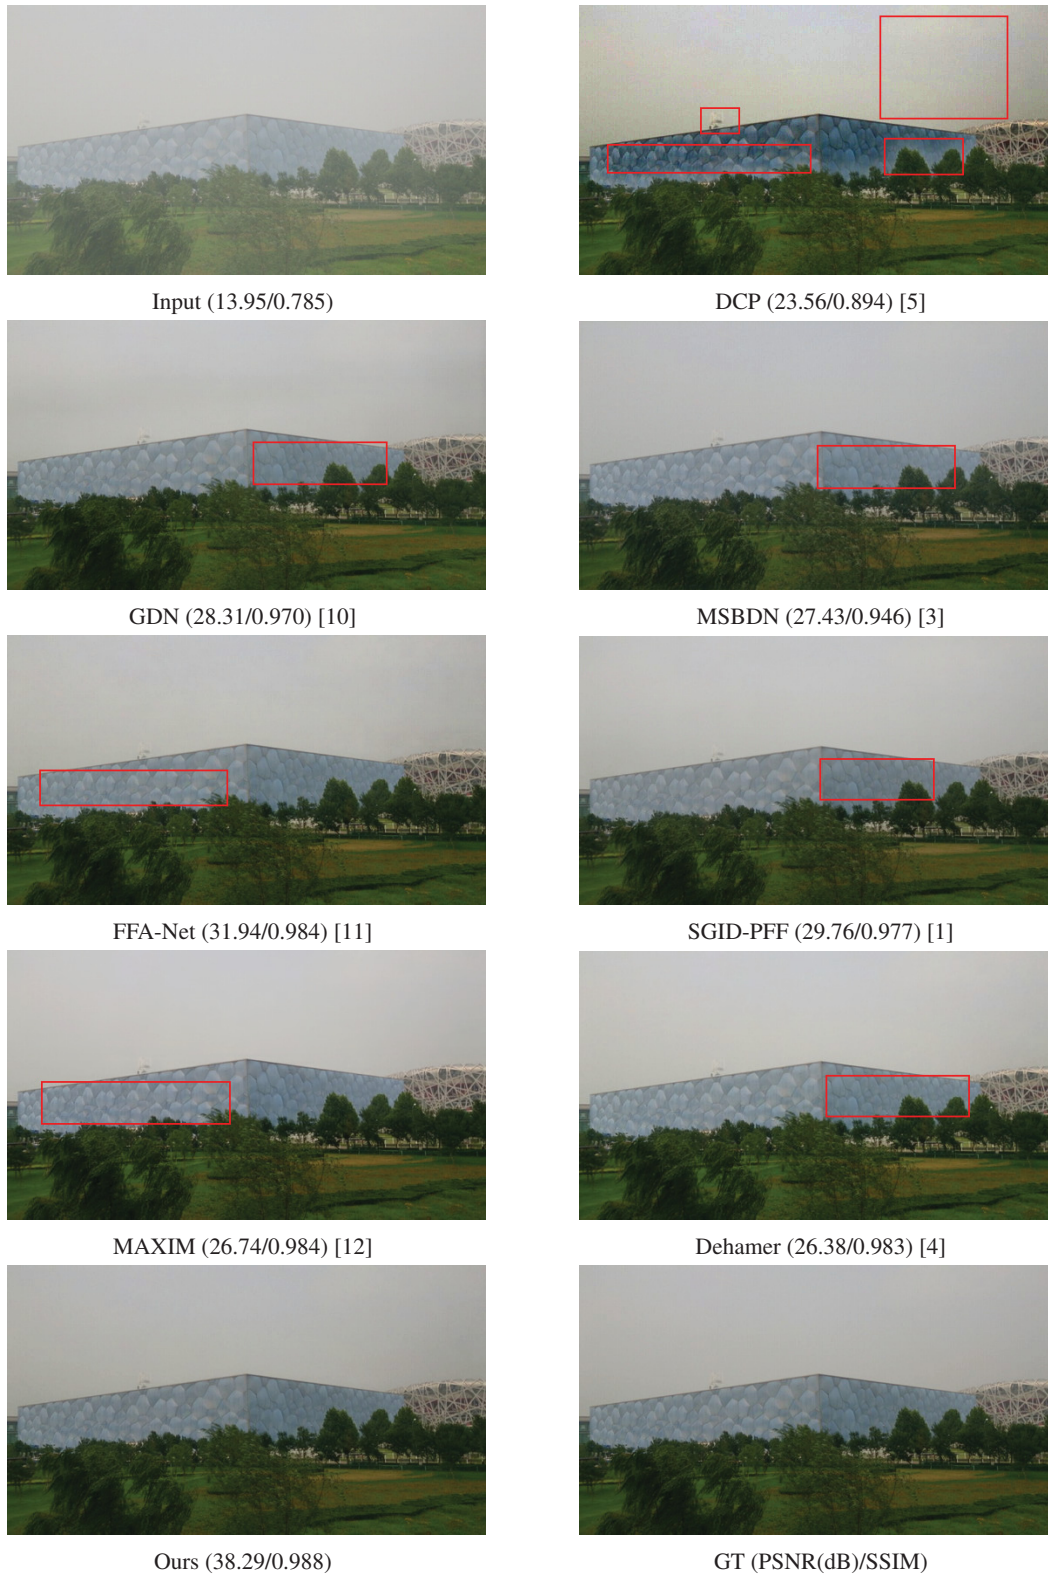 Input (13.95/0.785)
DCP (23.56/0.894) [5]
GDN (28.31/0.970) [10]
MSBDN (27.43/0.946) [3]
FFA-Net (31.94/0.984) [11]
SGID-PFF (29.76/0.977) [1]
MAXIM (26.74/0.984) [12]
Dehamer (26.38/0.983) [4]
Ours (38.29/0.988)
GT (PSNR(dB)/SSIM)